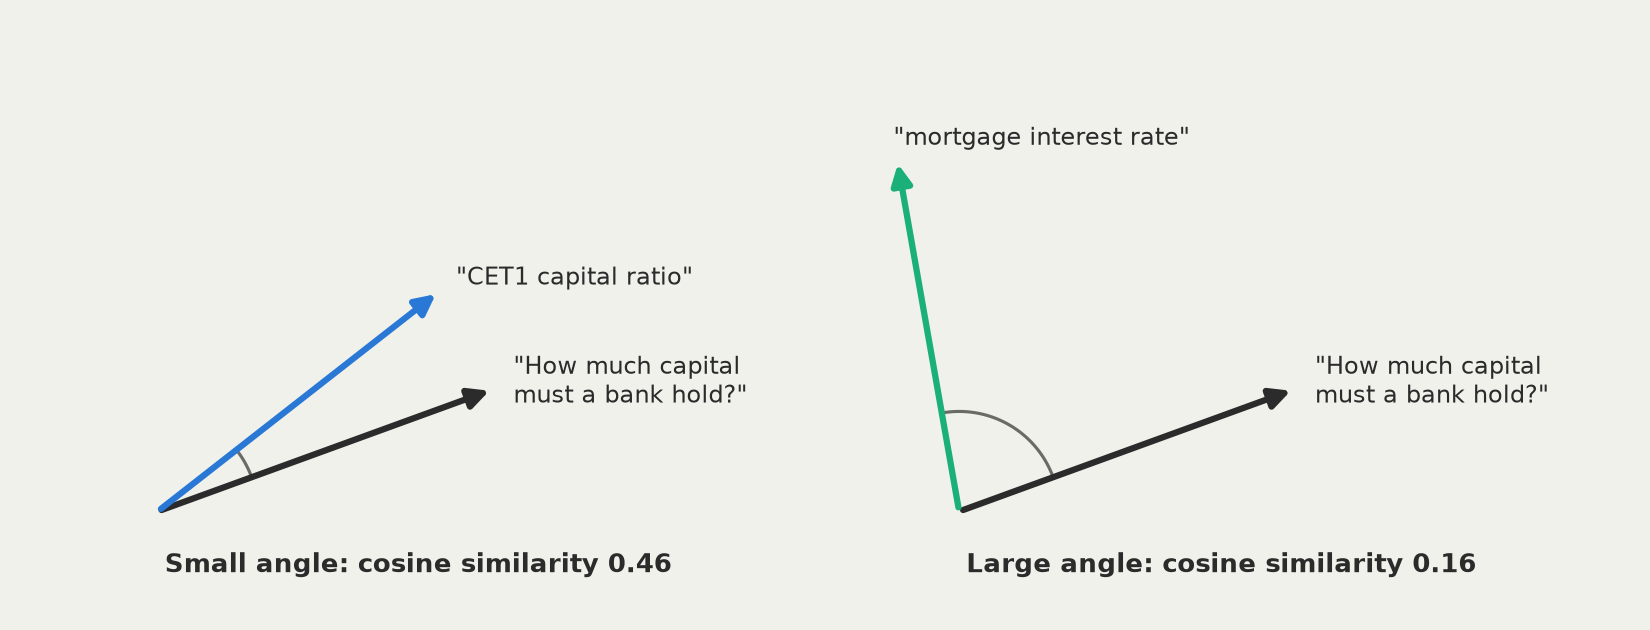 "mortgage interest rate"
"CET1 capital ratio"
"How much capital
must a bank hold?"
"How much capital
must a bank hold?"
Small angle: cosine similarity 0.46
Large angle: cosine similarity 0.16